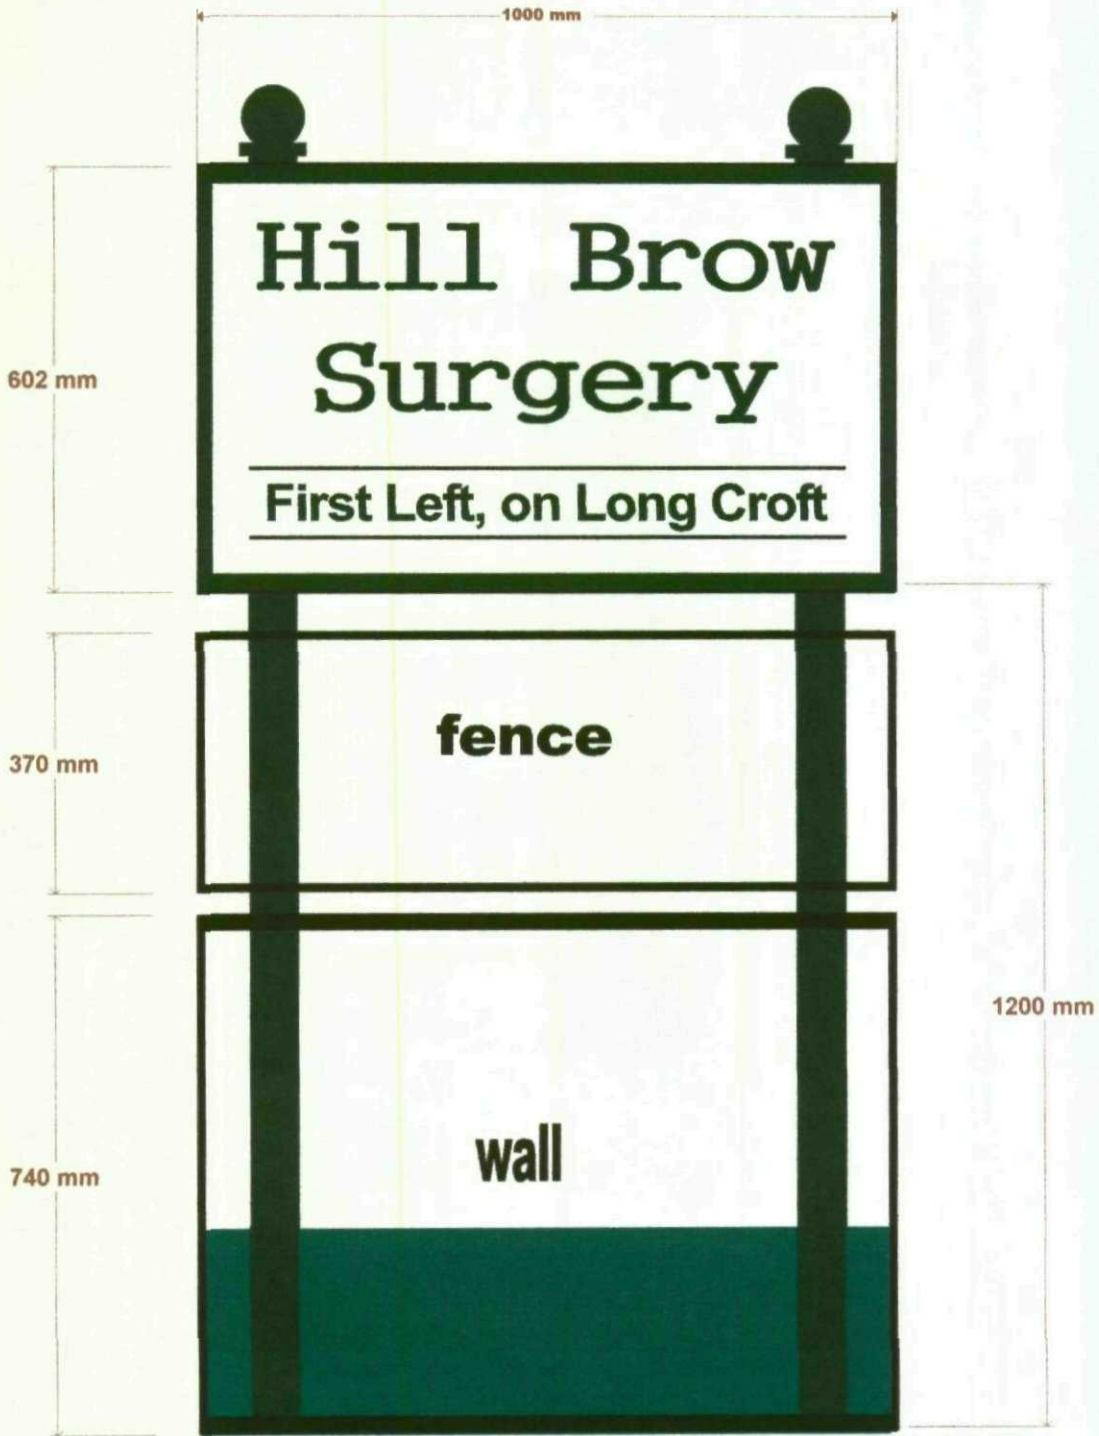 1000 mm
Hill Brow
Surgery
602 mm
First Left, on Long Croft
fence
370 mm
1200 mm
wall
740 mm